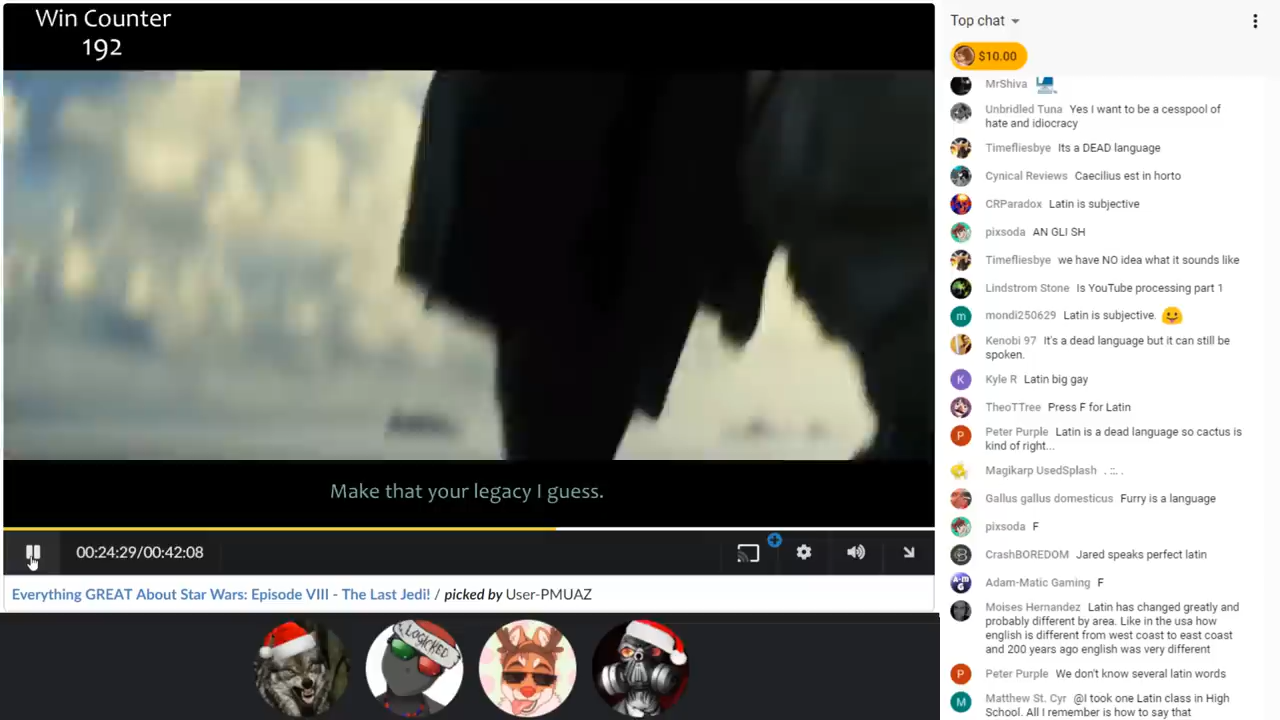 Win Counter
192
Make that your legacy I guess.
00:24:29/00:42:08
Everything GREAT About Star Wars: Episode VIII - The Last Jedi! / picked by User-PMUAZ
LOGICKED
Top chat
$10.00
MrShiva
Unbridled Tuna Yes I want to be a cesspool of
hate and idiocracy
Timefliesbye Its a DEAD language
Cynical Reviews Caecilius est in horto
CRParadox Latin is subjective
pixsoda AN GLI SH
Timefliesbye we have NO idea what it sounds like
Lindstrom Stone Is YouTube processing part 1
m
mondi250629 Latin is subjective.
Kenobi 97 It's a dead language but it can still be
spoken.
K
Kyle R Latin big gay
TheoTTree Press F for Latin
P
Peter Purple Latin is a dead language so cactus is
kind of right...
Magikarp UsedSplash . ::. .
Gallus gallus domesticus Furry is a language
pixsoda F
CrashBOREDOM Jared speaks perfect latin
A-M
G
Adam-Matic Gaming F
Moises Hernandez Latin has changed greatly and
probably different by area. Like in the usa how
english is different from west coast to east coast
and 200 years ago english was very different
P
Peter Purple We don't know several latin words
M
Matthew St. Cyr @I took one Latin class in High
School. All I remember is how to say that